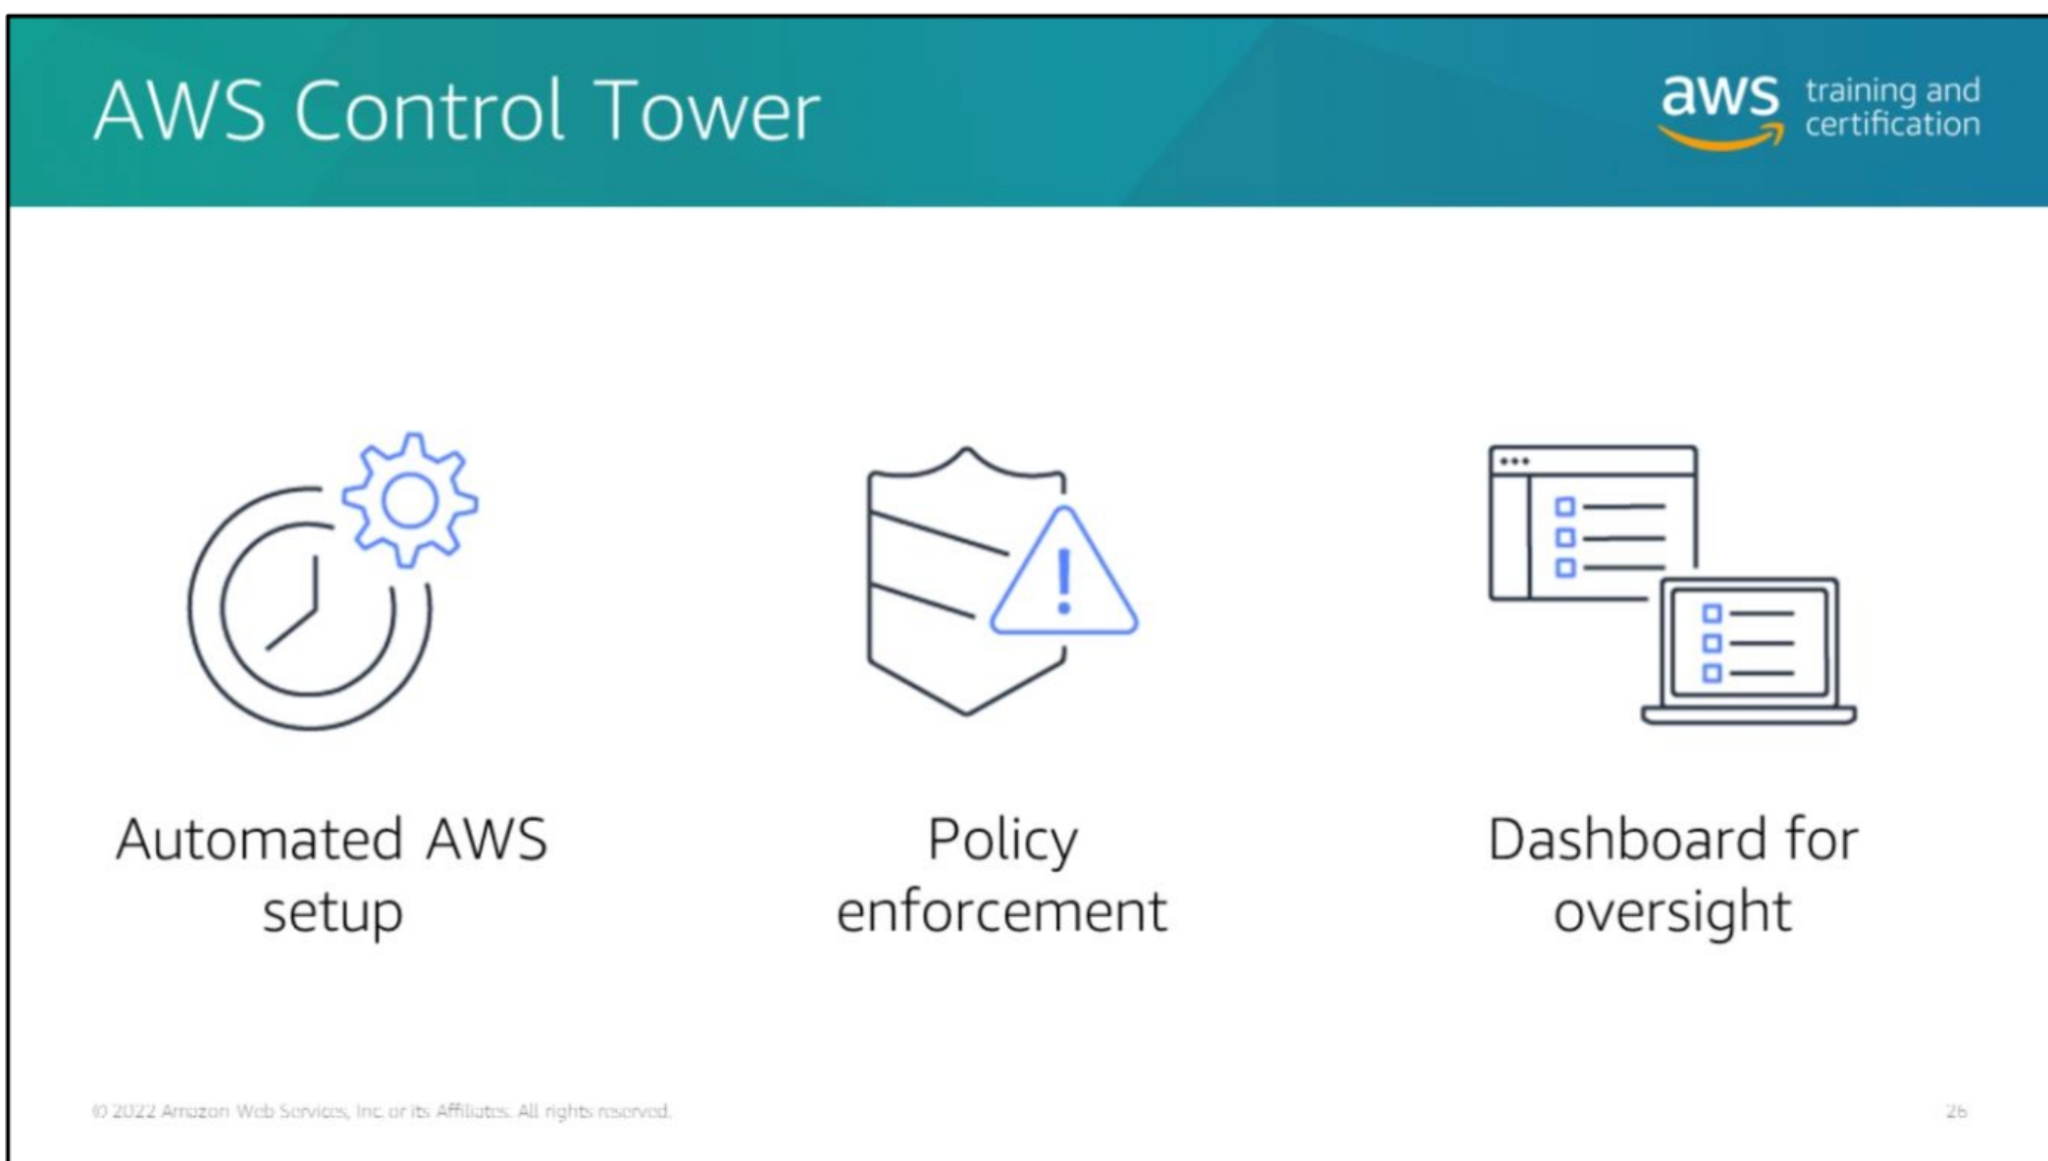 AWS Control Tower
aws training and
certification
Automated AWS
setup
Policy
enforcement
Dashboard for
oversight
© 2022 Amazon Web Services, Inc. or its Affiliates. All rights reserved.
26